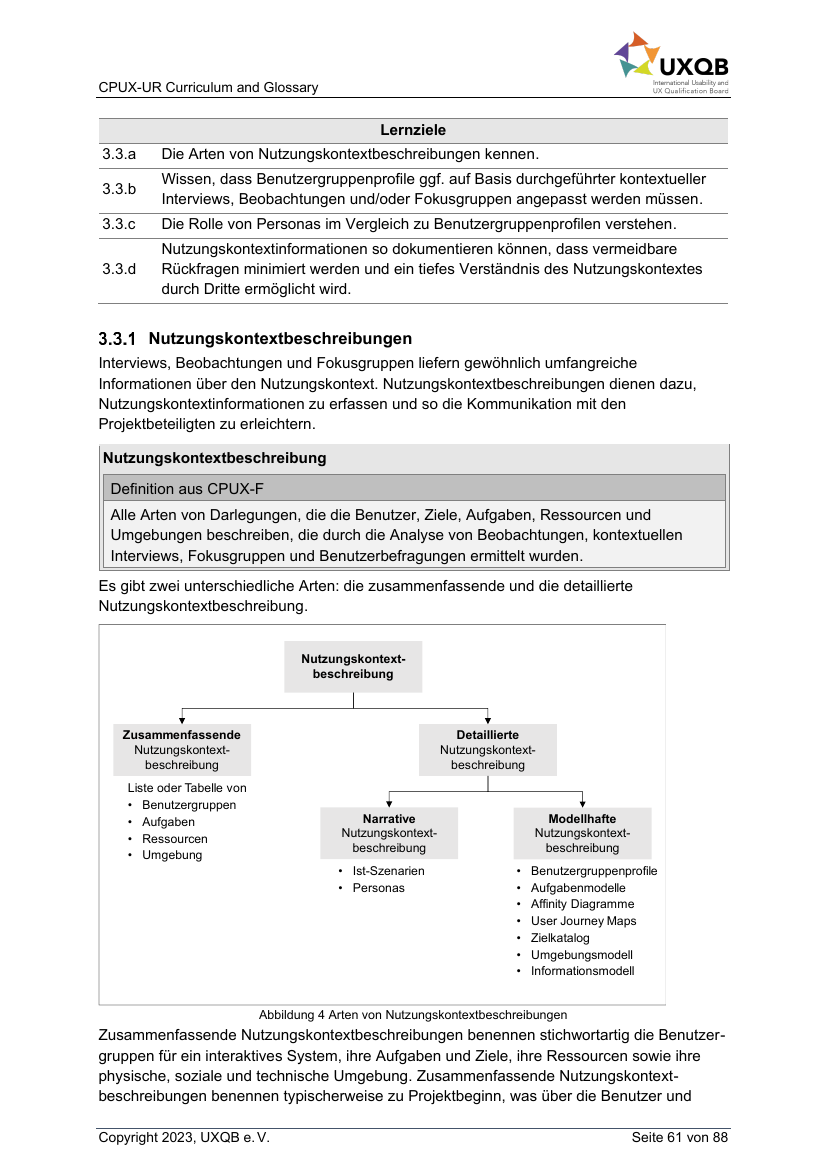 CPUX-UR Curriculum and Glossary
UXQB
International Usability and
UX Qualification Board
Lernziele
3.3.a Die Arten von Nutzungskontextbeschreibungen kennen.
3.3.b Wissen, dass Benutzergruppenprofile ggf. auf Basis durchgeführter kontextueller
Interviews, Beobachtungen und/oder Fokusgruppen angepasst werden müssen.
3.3.c Die Rolle von Personas im Vergleich zu Benutzergruppenprofilen verstehen.
3.3.d Nutzungskontextinformationen so dokumentieren können, dass vermeidbare
Rückfragen minimiert werden und ein tiefes Verständnis des Nutzungskontextes
durch Dritte ermöglicht wird.
3.3.1 Nutzungskontextbeschreibungen
Interviews, Beobachtungen und Fokusgruppen liefern gewöhnlich umfangreiche
Informationen über den Nutzungskontext. Nutzungskontextbeschreibungen dienen dazu,
Nutzungskontextinformationen zu erfassen und so die Kommunikation mit den
Projektbeteiligten zu erleichtern.
Nutzungskontextbeschreibung
Definition aus CPUX-F
Alle Arten von Darlegungen, die die Benutzer, Ziele, Aufgaben, Ressourcen und
Umgebungen beschreiben, die durch die Analyse von Beobachtungen, kontextuellen
Interviews, Fokusgruppen und Benutzerbefragungen ermittelt wurden.
Es gibt zwei unterschiedliche Arten: die zusammenfassende und die detaillierte
Nutzungskontextbeschreibung.
Nutzungskontext-
beschreibung
Zusammenfassende
Nutzungskontext-
beschreibung
Liste oder Tabelle von
• Benutzergruppen
• Aufgaben
• Ressourcen
• Umgebung
Detaillierte
Nutzungskontext-
beschreibung
Narrative
Nutzungskontext-
beschreibung
• Ist-Szenarien
• Personas
Modellhafte
Nutzungskontext-
beschreibung
• Benutzergruppenprofile
• Aufgabenmodelle
• Affinity Diagramme
• User Journey Maps
• Zielkatalog
• Umgebungsmodell
• Informationsmodell
Abbildung 4 Arten von Nutzungskontextbeschreibungen
Zusammenfassende Nutzungskontextbeschreibungen benennen stichwortartig die Benutzer-
gruppen für ein interaktives System, ihre Aufgaben und Ziele, ihre Ressourcen sowie ihre
physische, soziale und technische Umgebung. Zusammenfassende Nutzungskontext-
beschreibungen benennen typischerweise zu Projektbeginn, was über die Benutzer und
Copyright 2023, UXQB e. V.
Seite 61 von 88